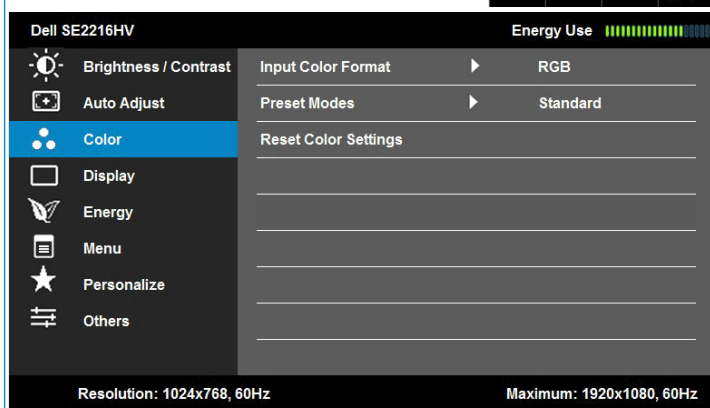 Dell SE2216HV Energy Use
Brightness / Contrast Input Color Format RGB
Auto Adjust Preset Modes Standard
Color Reset Color Settings
Display
Energy
Menu
Personalize
Others
Resolution: 1024x768, 60Hz Maximum: 1920x1080, 60Hz